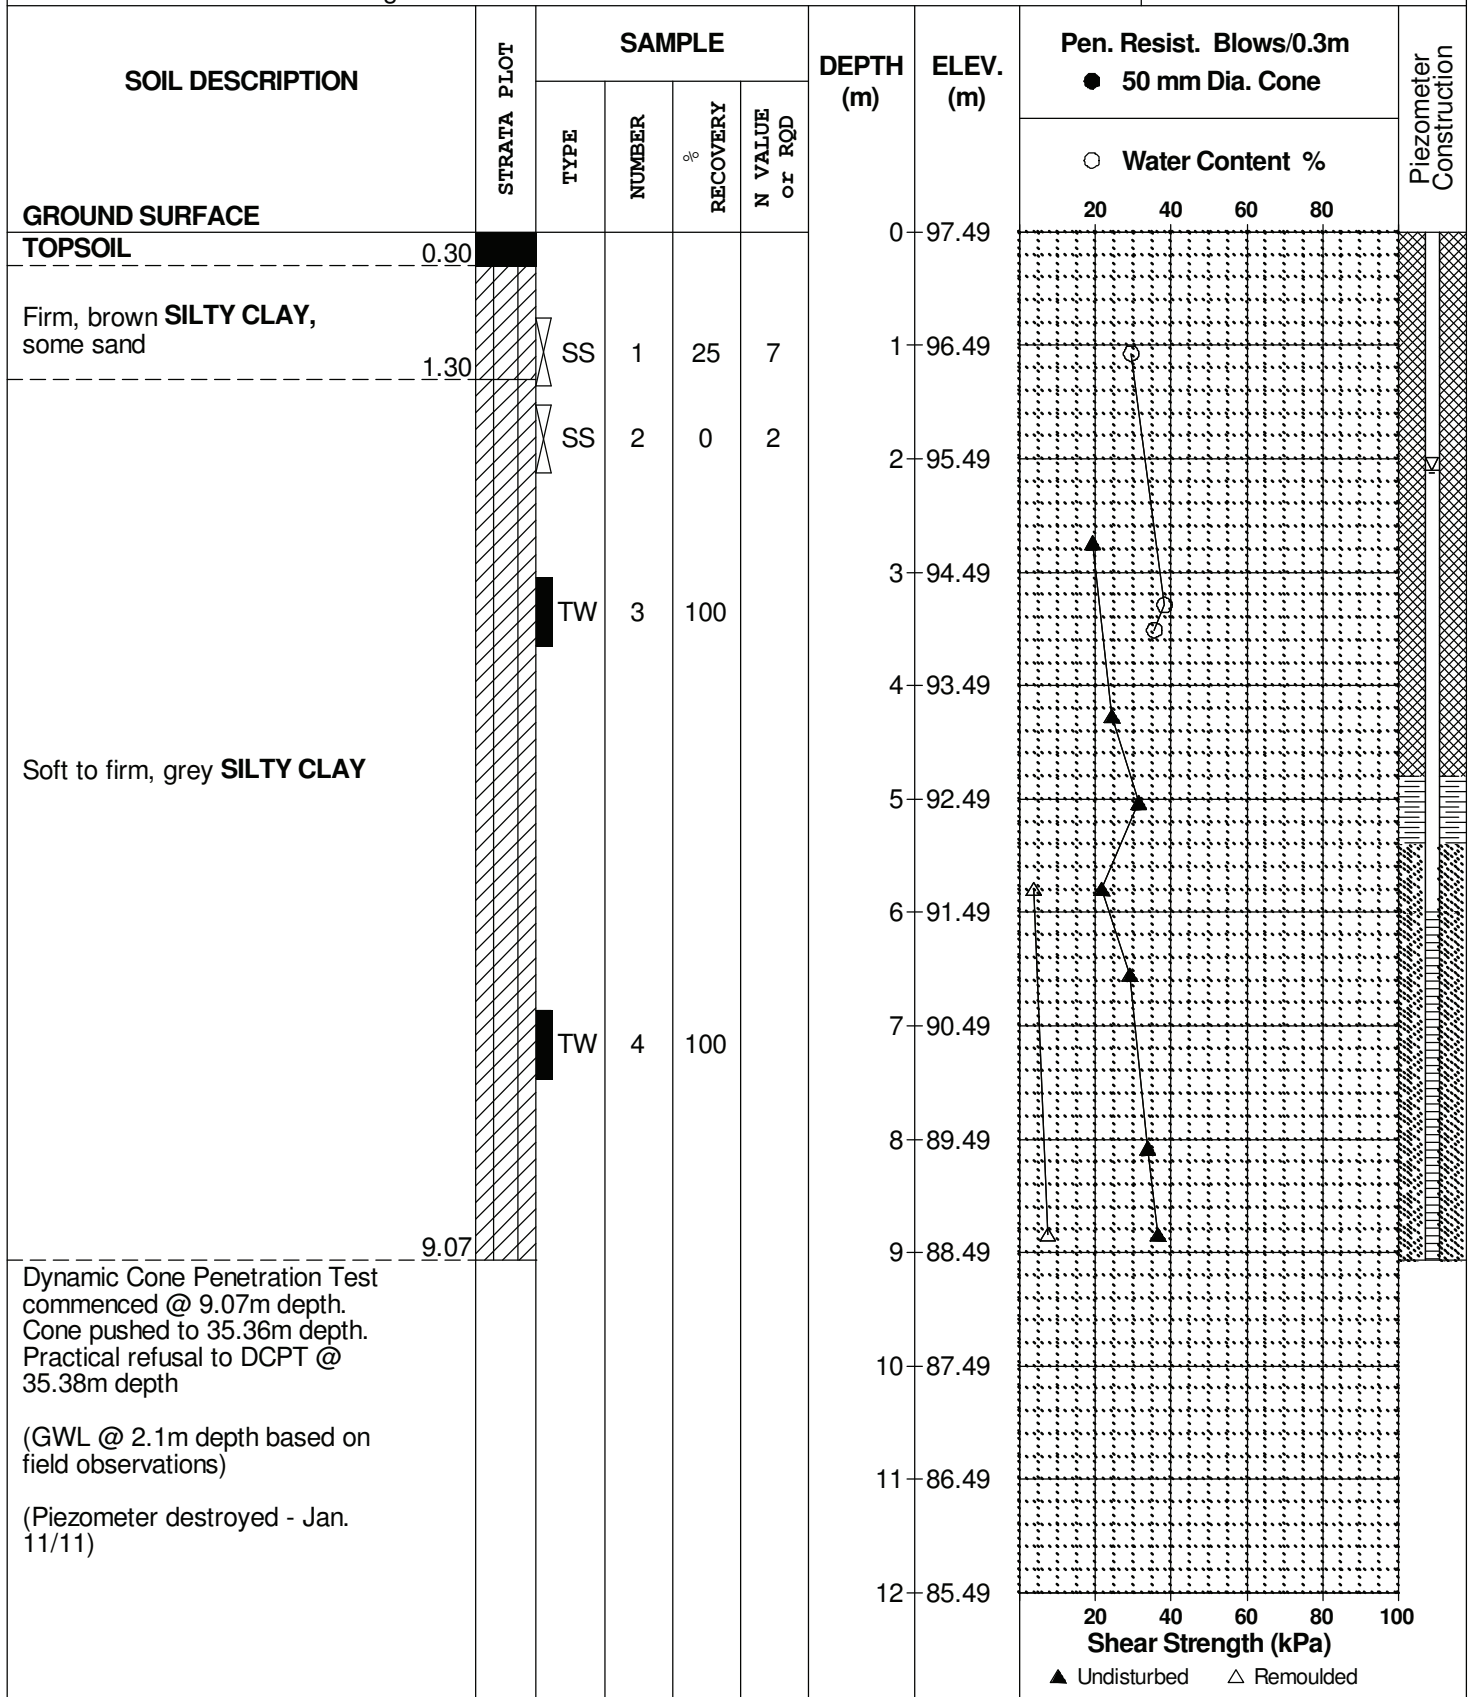 SOIL DESCRIPTION
STRATA PLOT
SAMPLE
TYPE
NUMBER
%
RECOVERY
N VALUE
or RQD
DEPTH
(m)
ELEV.
(m)
Pen. Resist. Blows/0.3m
● 50 mm Dia. Cone
○ Water Content %
Piezometer
Construction
20 40 60 80
GROUND SURFACE
0 97.49
TOPSOIL 0.30
Firm, brown SILTY CLAY,
some sand
1.30
SS 1 25 7
1 96.49
SS 2 0 2
2 95.49
3 94.49
TW 3 100
4 93.49
Soft to firm, grey SILTY CLAY
5 92.49
6 91.49
7 90.49
TW 4 100
8 89.49
9.07
9 88.49
Dynamic Cone Penetration Test
commenced @ 9.07m depth.
Cone pushed to 35.36m depth.
Practical refusal to DCPT @
35.38m depth
10 87.49
(GWL @ 2.1m depth based on
field observations)
11 86.49
(Piezometer destroyed - Jan.
11/11)
12 85.49
20 40 60 80 100
Shear Strength (kPa)
▲ Undisturbed △ Remoulded